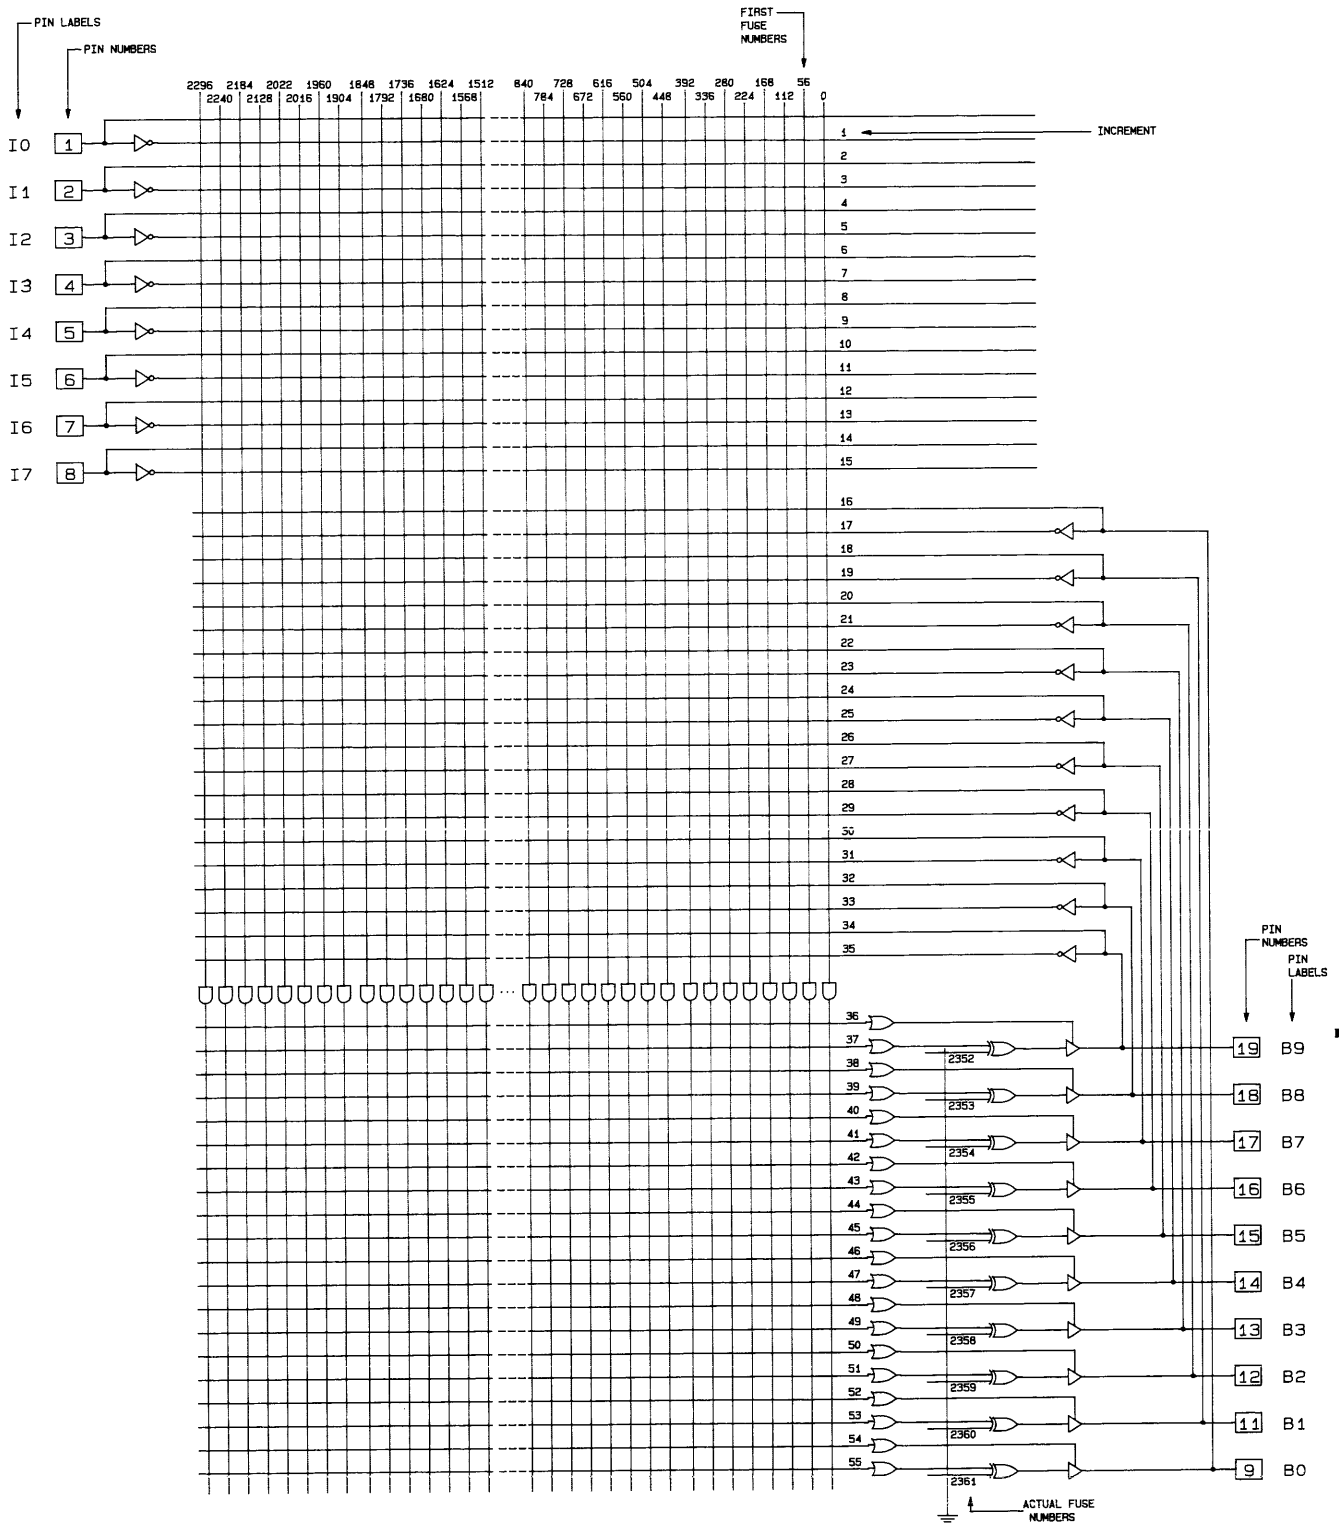 FIRST
FUSE
NUMBERS
PIN LABELS
PIN NUMBERS
2296 2184 2022 1960 1848 1736 1624 1512 840 728 616 504 392 280 168 56
2240 2128 2016 1904 1792 1680 1568 784 672 560 448 336 224 112 0
I0 1 1 INCREMENT
2
I1 2 3
4
I2 3 5
6
I3 4 7
8
I4 5 9
10
I5 6 11
12
I6 7 13
14
I7 8 15
16
17
18
19
20
21
22
23
24
25
26
27
28
29
30
31
32
33
34
35
PIN
NUMBERS
PIN
LABELS
36
37 2352 19 B9
38
39 2353 18 B8
40
41 2354 17 B7
42
43 2355 16 B6
44
45 2356 15 B5
46
47 2357 14 B4
48
49 2358 13 B3
50
51 2359 12 B2
52
53 2360 11 B1
54
55 2361 9 B0
ACTUAL FUSE
NUMBERS